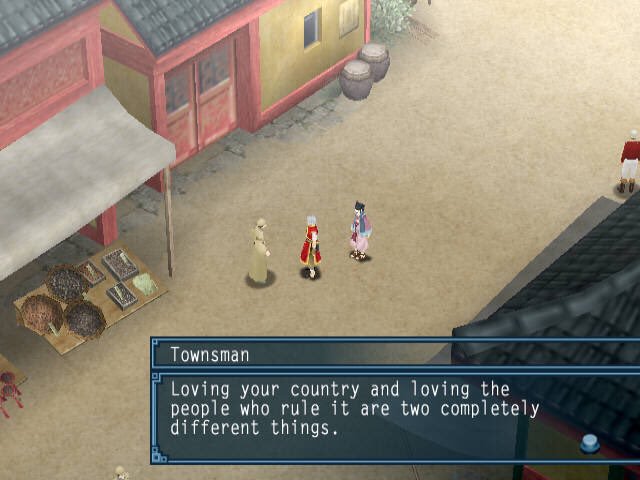 Townsman
Loving your country and loving the
people who rule it are two completely
different things.